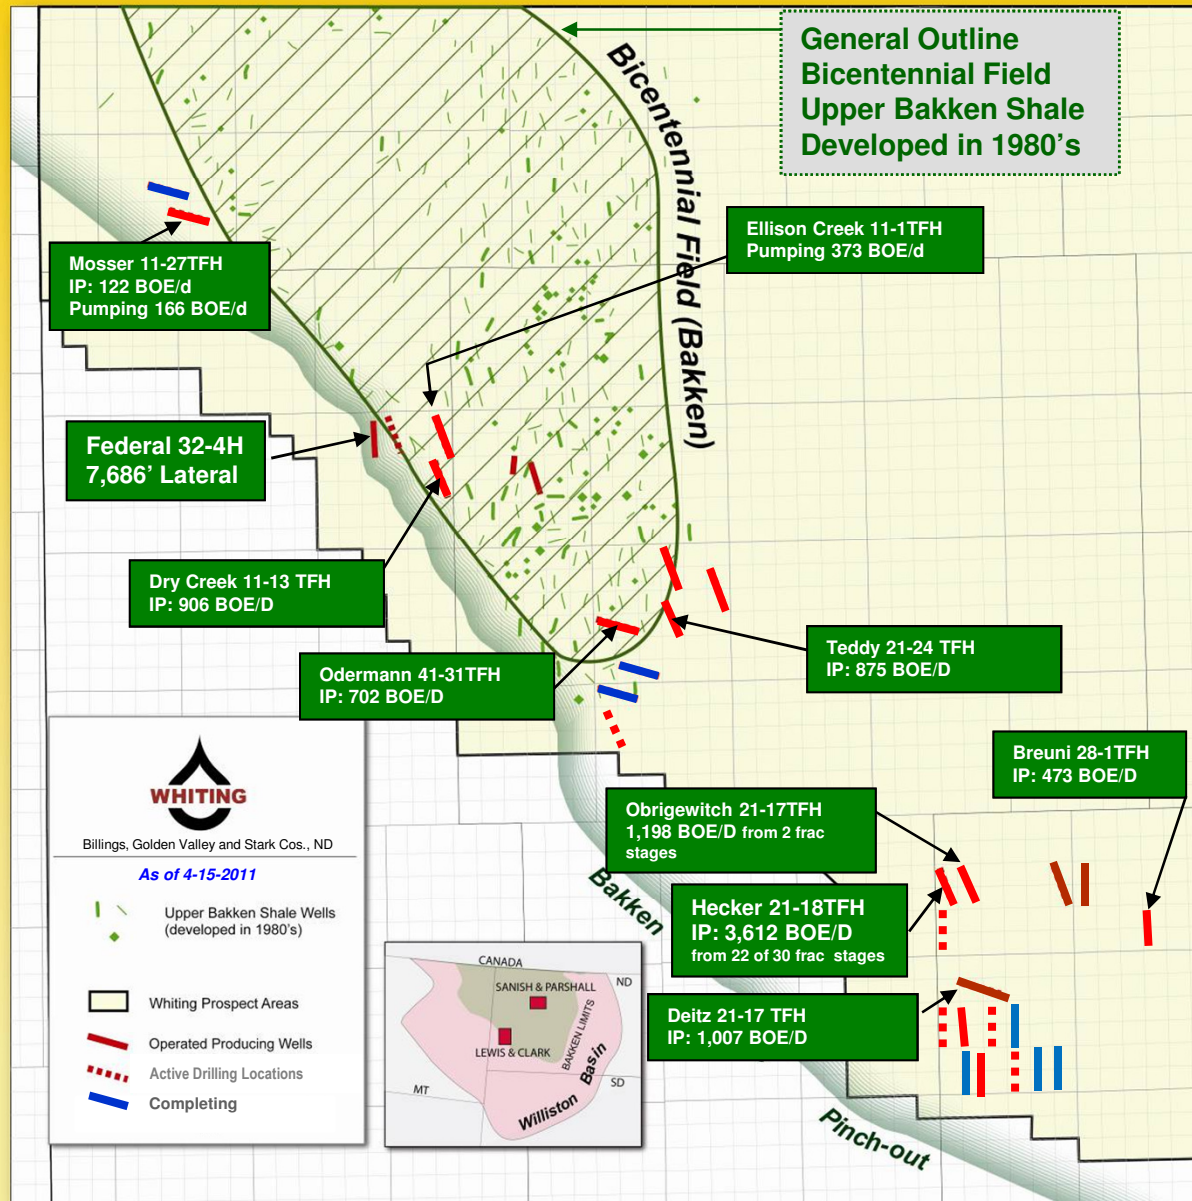 General Outline
Bicentennial Field
Upper Bakken Shale
Developed in 1980's
Bicentennial Field (Bakken)
Ellison Creek 11-1TFH
Pumping 373 BOE/d
Mosser 11-27TFH
IP: 122 BOE/d
Pumping 166 BOE/d
Federal 32-4H
7,686' Lateral
Dry Creek 11-13 TFH
IP: 906 BOE/D
Odermann 41-31TFH
IP: 702 BOE/D
Teddy 21-24 TFH
IP: 875 BOE/D
Breuni 28-1TFH
IP: 473 BOE/D
Obrigewitch 21-17TFH
1,198 BOE/D from 2 frac
stages
Hecker 21-18TFH
IP: 3,612 BOE/D
from 22 of 30 frac stages
Deitz 21-17 TFH
IP: 1,007 BOE/D
Bakken
Pinch-out
WHITING
Billings, Golden Valley and Stark Cos., ND
As of 4-15-2011
Upper Bakken Shale Wells
(developed in 1980's)
Whiting Prospect Areas
Operated Producing Wells
Active Drilling Locations
Completing
CANADA
ND
SANISH & PARSHALL
BAKKEN LIMITS
LEWIS & CLARK
MT
SD
Williston Basin